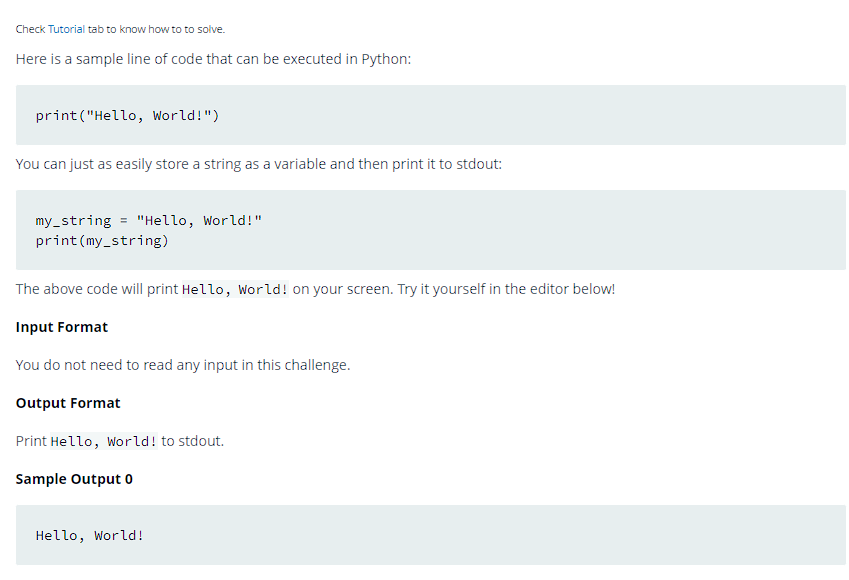 Check Tutorial tab to know how to to solve.
Here is a sample line of code that can be executed in Python:
print("Hello, World!")
You can just as easily store a string as a variable and then print it to stdout:
my_string = "Hello, World!"
print(my_string)
The above code will print Hello, World! on your screen. Try it yourself in the editor below!
Input Format
You do not need to read any input in this challenge.
Output Format
Print Hello, World! to stdout.
Sample Output 0
Hello, World!